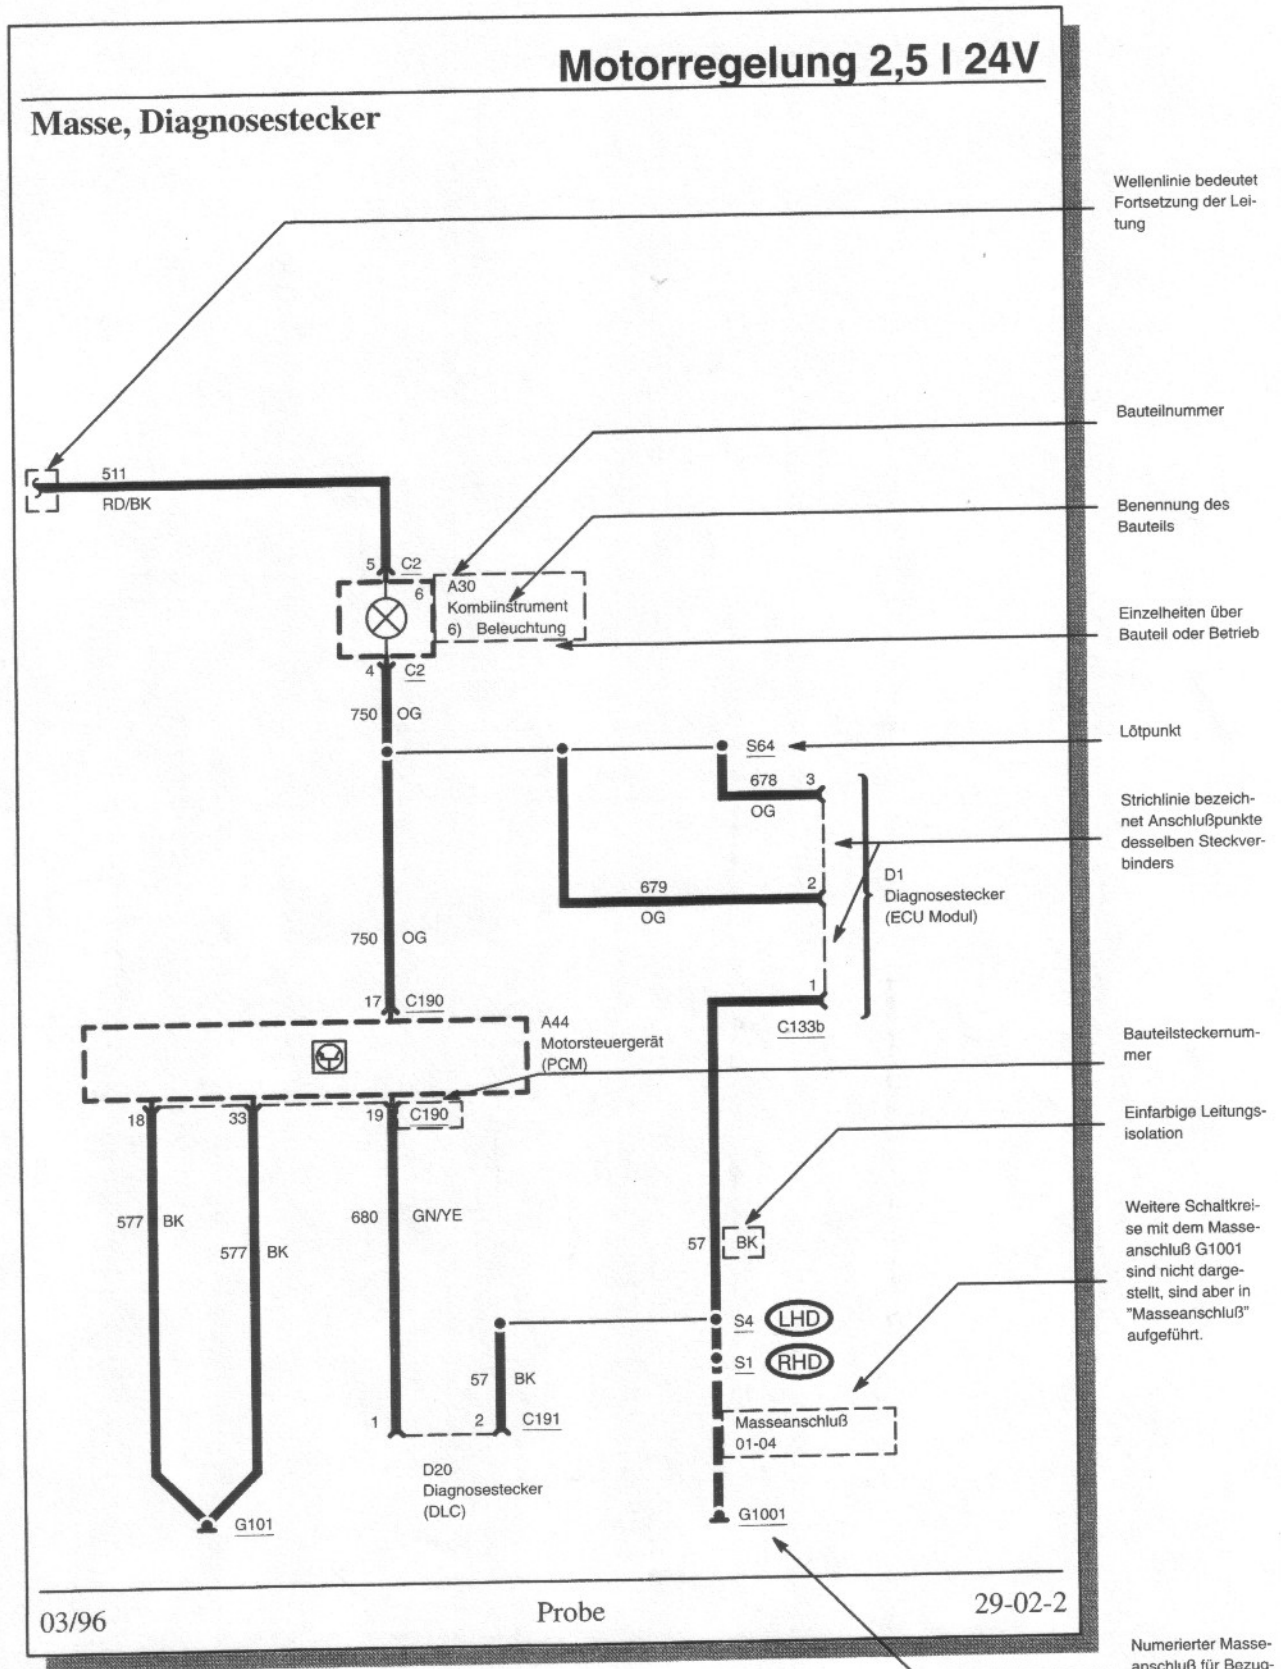 Motorregelung 2,5 l 24V
Masse, Diagnosestecker
Wellenlinie bedeutet
Fortsetzung der Lei-
tung
Bauteilnummer
511
RD/BK
Benennung des
Bauteils
5 C2
6
A30
Kombiinstrument
6) Beleuchtung
Einzelheiten über
Bauteil oder Betrieb
4 C2
750 OG
S64
Lötpunkt
678 3
OG
Strichlinie bezeich-
net Anschlußpunkte
desselben Steckver-
binders
679 2
OG
D1
Diagnosestecker
(ECU Modul)
750 OG
1
17 C190
C133b
A44
Motorsteuergerät
(PCM)
Bauteilsteckernum-
mer
18 33 19 C190
Einfarbige Leitungs-
isolation
577 BK
577 BK
680 GN/YE
57 BK
Weitere Schaltkrei-
se mit dem Masse-
anschluß G1001
sind nicht darge-
stellt, sind aber in
"Masseanschluß"
aufgeführt.
S4 LHD
S1 RHD
57 BK
1 2 C191
Masseanschluß
01-04
D20
Diagnosestecker
(DLC)
G101
G1001
03/96 Probe 29-02-2
Numerierter Masse-
anschluß für Bezug-